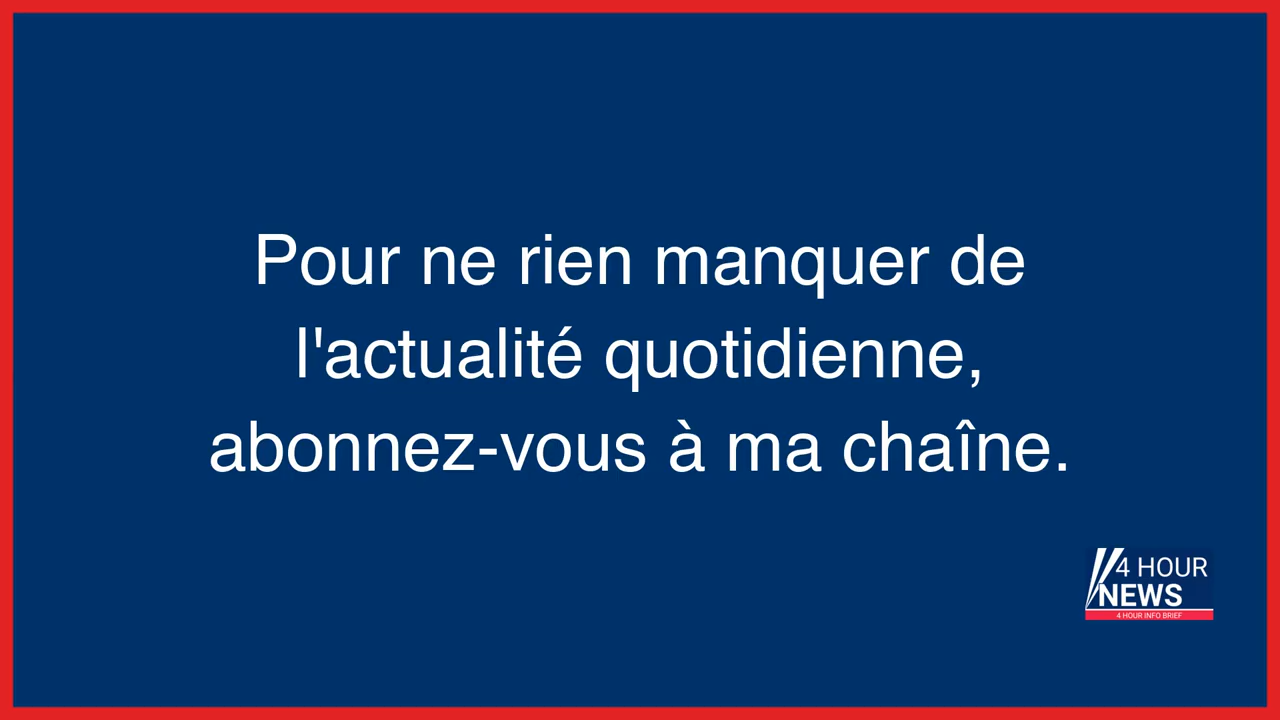 Pour ne rien manquer de
l'actualité quotidienne,
abonnez-vous à ma chaîne.
4 HOUR
NEWS
4 HOUR INFO BRIEF